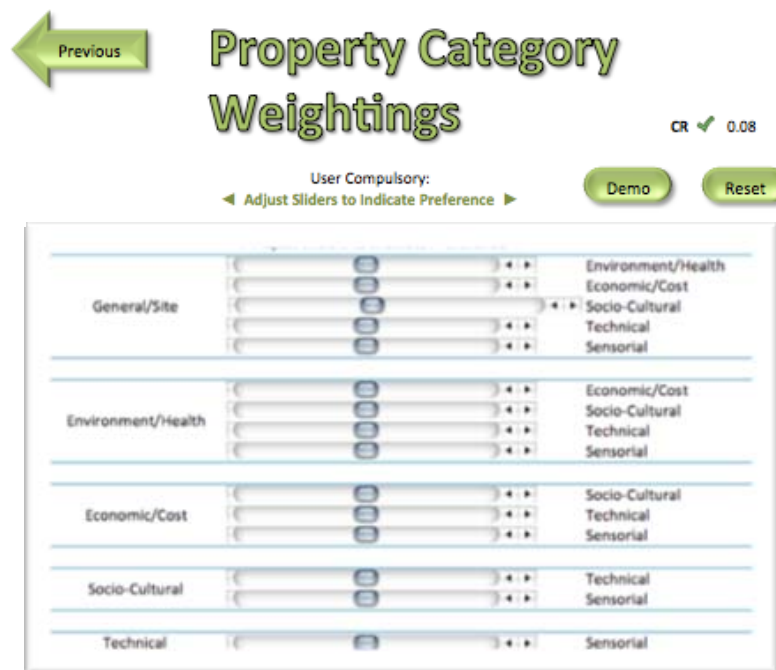 Previous
Property Category
Weightings
CR 0.08
User Compulsory:
Adjust Sliders to Indicate Preference
Demo
Reset
General/Site
Environment/Health
Economic/Cost
Socio-Cultural
Technical
Sensorial
Environment/Health
Economic/Cost
Socio-Cultural
Technical
Sensorial
Economic/Cost
Socio-Cultural
Technical
Sensorial
Socio-Cultural
Technical
Sensorial
Technical
Sensorial